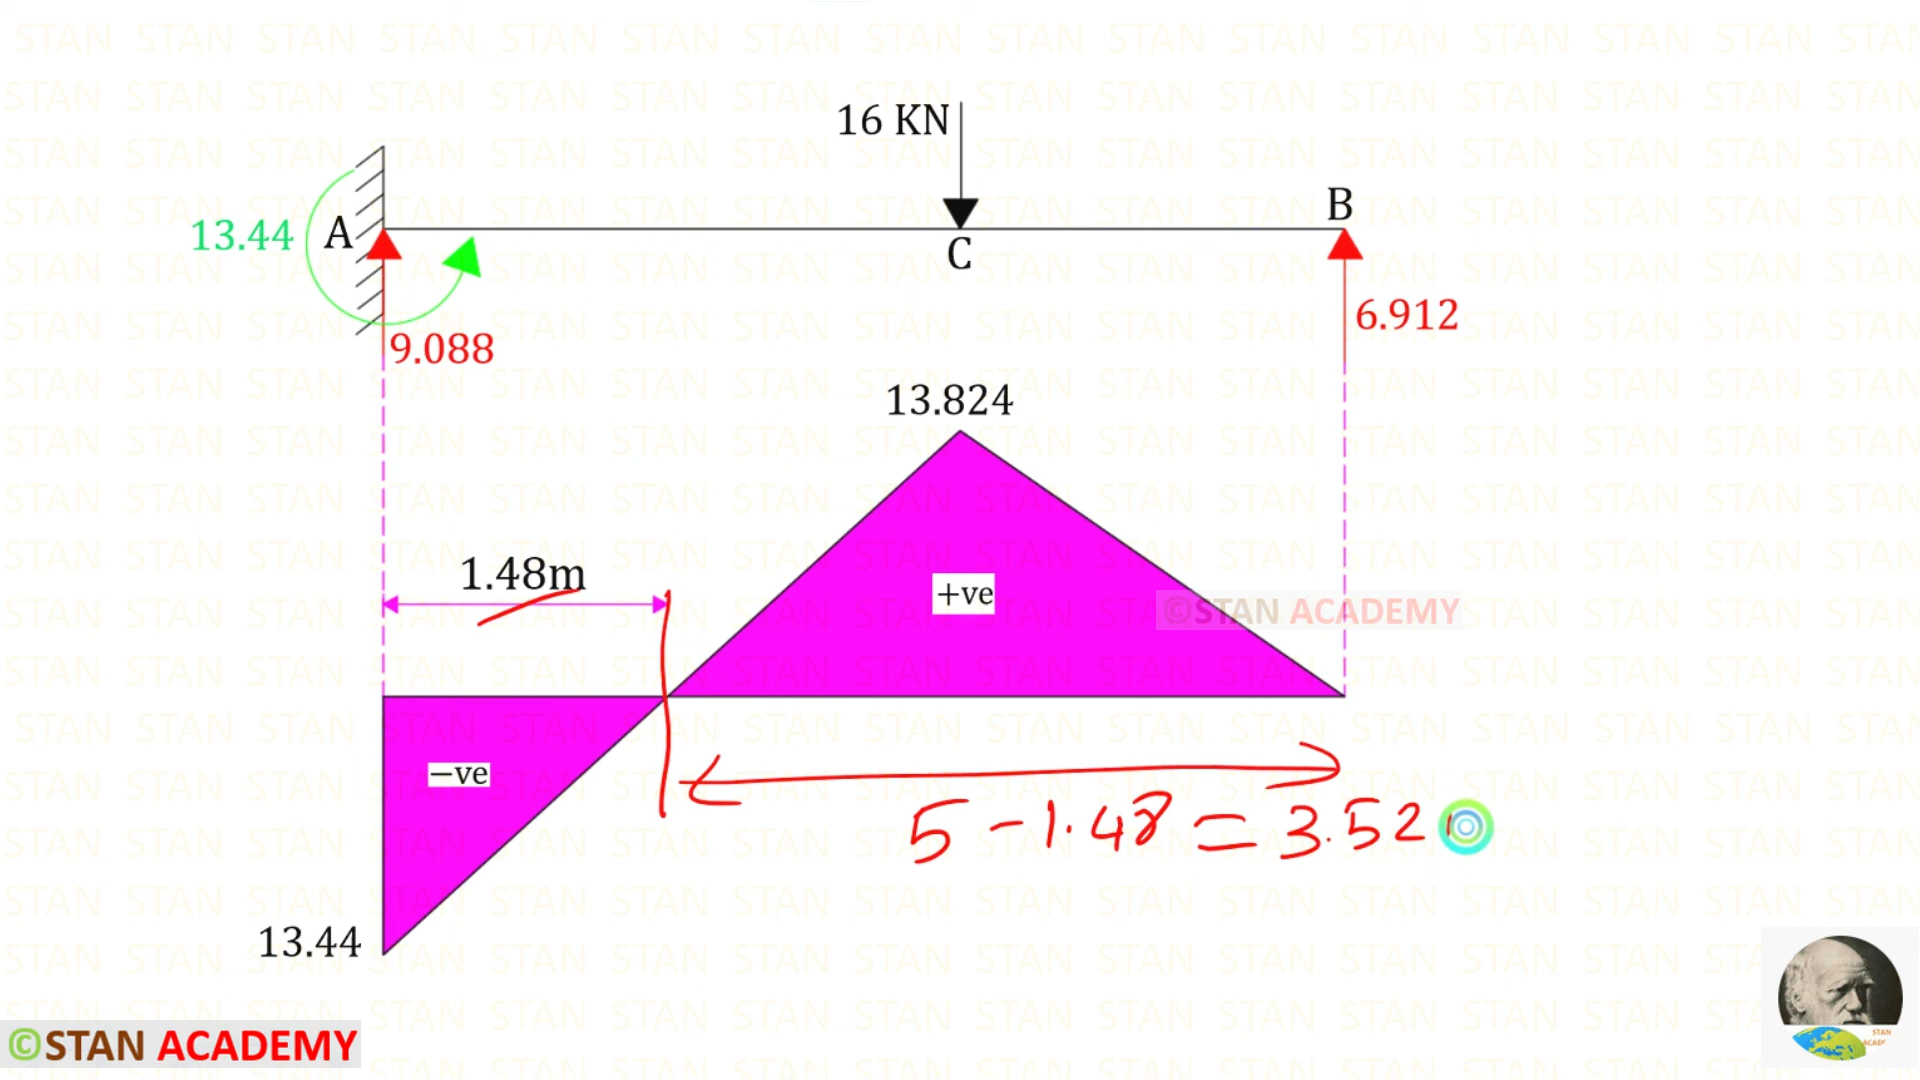 16 KN
B
13.44
A
C
6.912
9.088
13.824
1.48m
+ve
©STAN ACADEMY
−ve
5 - 1.48 = 3.52
13.44
©STAN ACADEMY
STAN